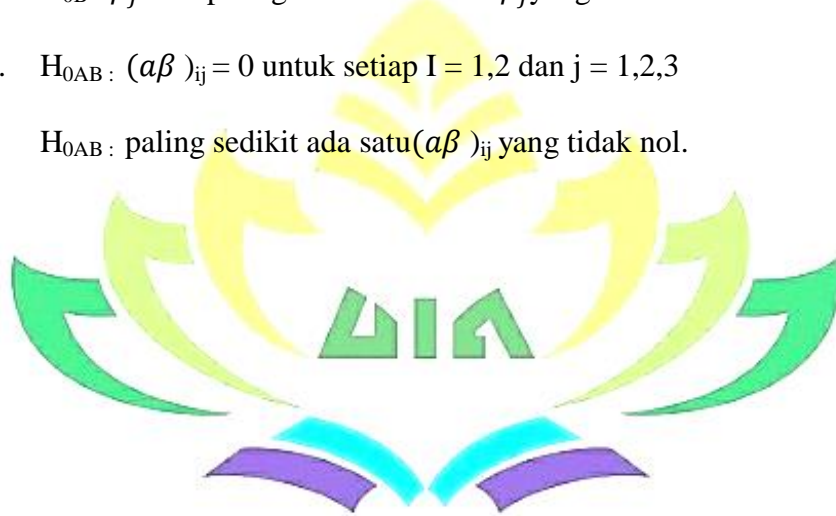 . H0AB : (αβ )ij = 0 untuk setiap I = 1,2 dan j = 1,2,3
H0AB : paling sedikit ada satu(αβ )ij yang tidak nol.
UIN